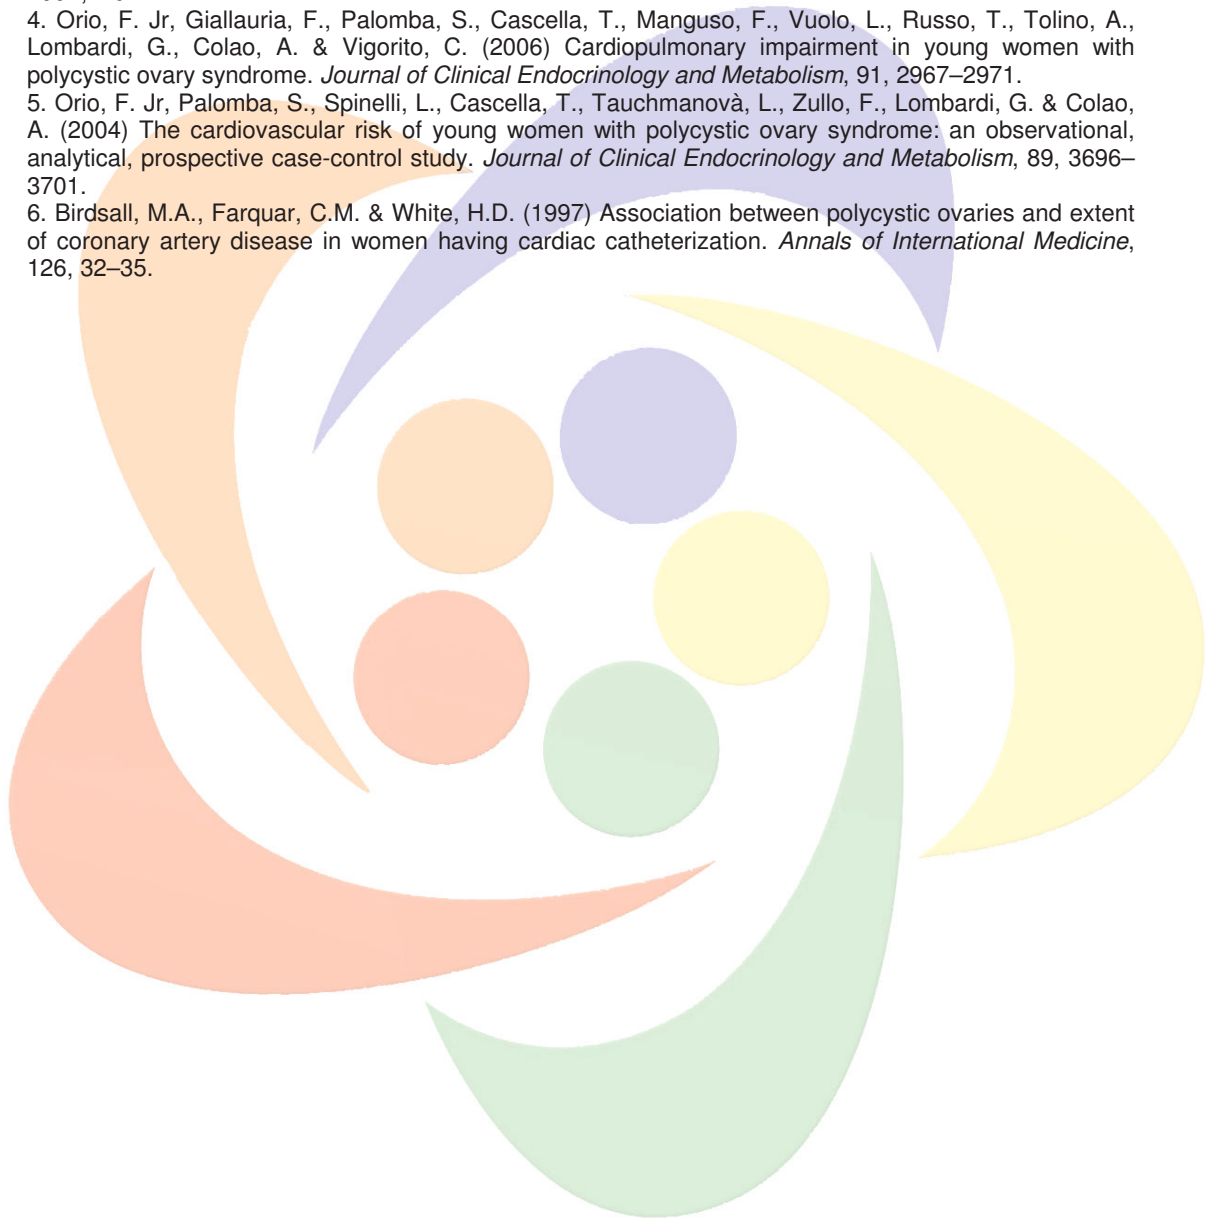 4. Orio, F. Jr, Giallauria, F., Palomba, S., Cascella, T., Manguso, F., Vuolo, L., Russo, T., Tolino, A.,
Lombardi, G., Colao, A. & Vigorito, C. (2006) Cardiopulmonary impairment in young women with
polycystic ovary syndrome. Journal of Clinical Endocrinology and Metabolism, 91, 2967–2971.
5. Orio, F. Jr, Palomba, S., Spinelli, L., Cascella, T., Tauchmanovà, L., Zullo, F., Lombardi, G. & Colao,
A. (2004) The cardiovascular risk of young women with polycystic ovary syndrome: an observational,
analytical, prospective case-control study. Journal of Clinical Endocrinology and Metabolism, 89, 3696–
3701.
6. Birdsall, M.A., Farquar, C.M. & White, H.D. (1997) Association between polycystic ovaries and extent
of coronary artery disease in women having cardiac catheterization. Annals of International Medicine,
126, 32–35.